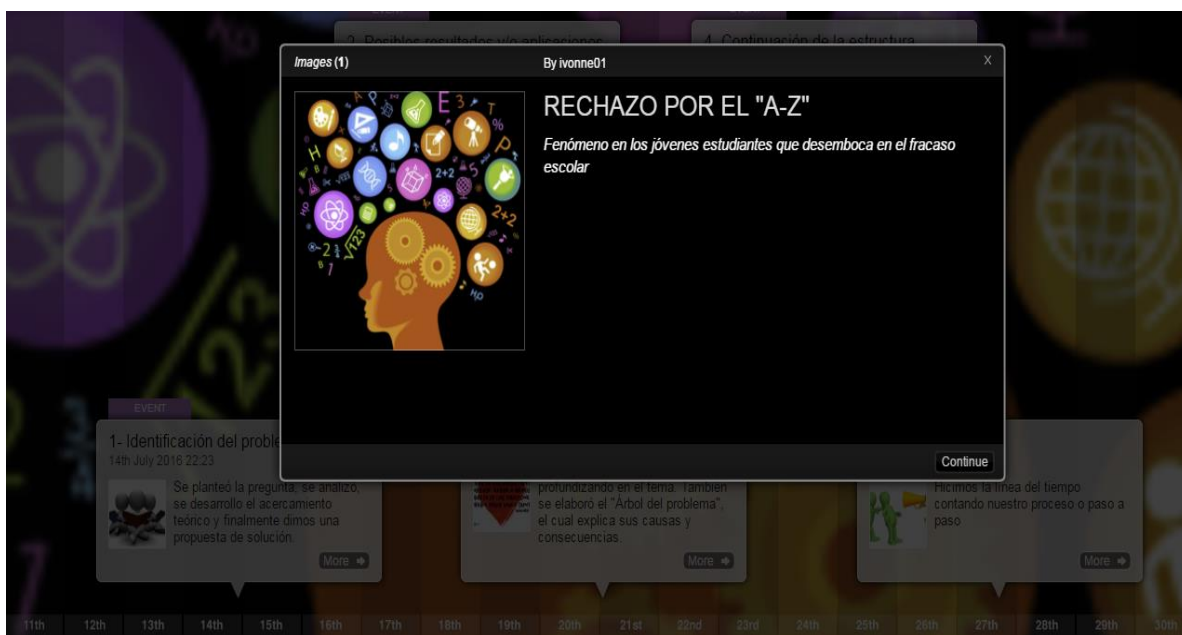 EVENT
2. Posibles resultados y/o aplicaciones
4. Continuación de la estructura
Images (1)
By ivonne01
X
RECHAZO POR EL "A-Z"
Fenómeno en los jóvenes estudiantes que desemboca en el fracaso
escolar
Continue
EVENT
1- Identificación del proble
14th July 2016 22:23
Se planteó la pregunta, se analizo,
se desarrollo el acercamiento
teórico y finalmente dimos una
propuesta de solución.
More
profundizando en el tema. También
se elaboró el "Árbol del problema",
el cual explica sus causas y
consecuencias.
More
Hicimos la línea del tiempo
contando nuestro proceso o paso a
paso
More
11th 12th 13th 14th 15th 16th 17th 18th 19th 20th 21st 22nd 23rd 24th 25th 26th 27th 28th 29th 30th